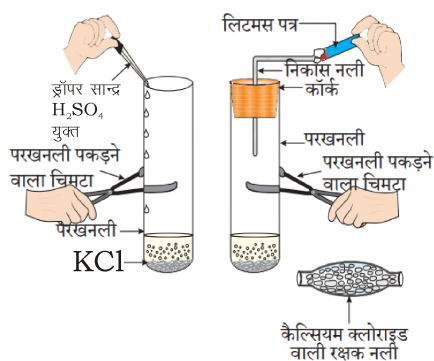 लिटमस पत्र
निकास नली
कॉर्क
ड्रॉपर सान्द्र
H₂SO₄
युक्त
परखनली
परखनली पकड़ने
वाला चिमटा
परखनली पकड़ने
वाला चिमटा
परखनली
KCl
कैल्सियम क्लोराइड
वाली रक्षक नली